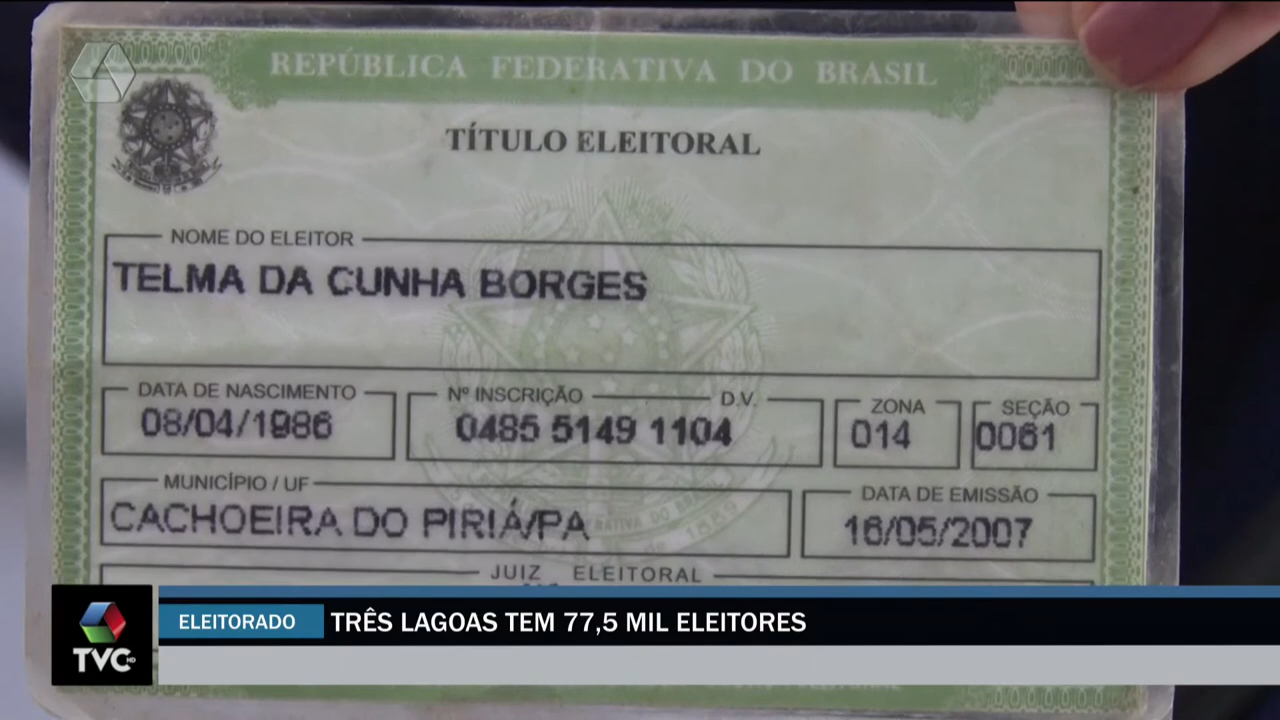 REPÚBLICA FEDERATIVA DO BRASIL
TÍTULO ELEITORAL
NOME DO ELEITOR
TELMA DA CUNHA BORGES
DATA DE NASCIMENTO Nº INSCRIÇÃO D.V. ZONA SEÇÃO
08/04/1986 0485 5149 1104 014 0061
MUNICÍPIO / UF DATA DE EMISSÃO
CACHOEIRA DO PIRIÁ/PA 16/05/2007
JUIZ ELEITORAL
ELEITORADO TRÊS LAGOAS TEM 77,5 MIL ELEITORES
TVC HD